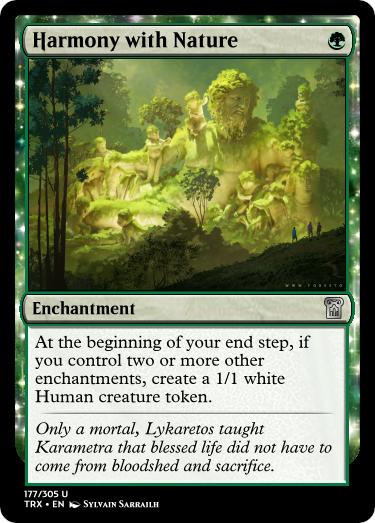 Harmony with Nature
Enchantment
At the beginning of your end step, if
you control two or more other
enchantments, create a 1/1 white
Human creature token.
Only a mortal, Lykaretos taught
Karametra that blessed life did not have to
come from bloodshed and sacrifice.
177/305 U
TRX • EN Sylvain Sarrailh